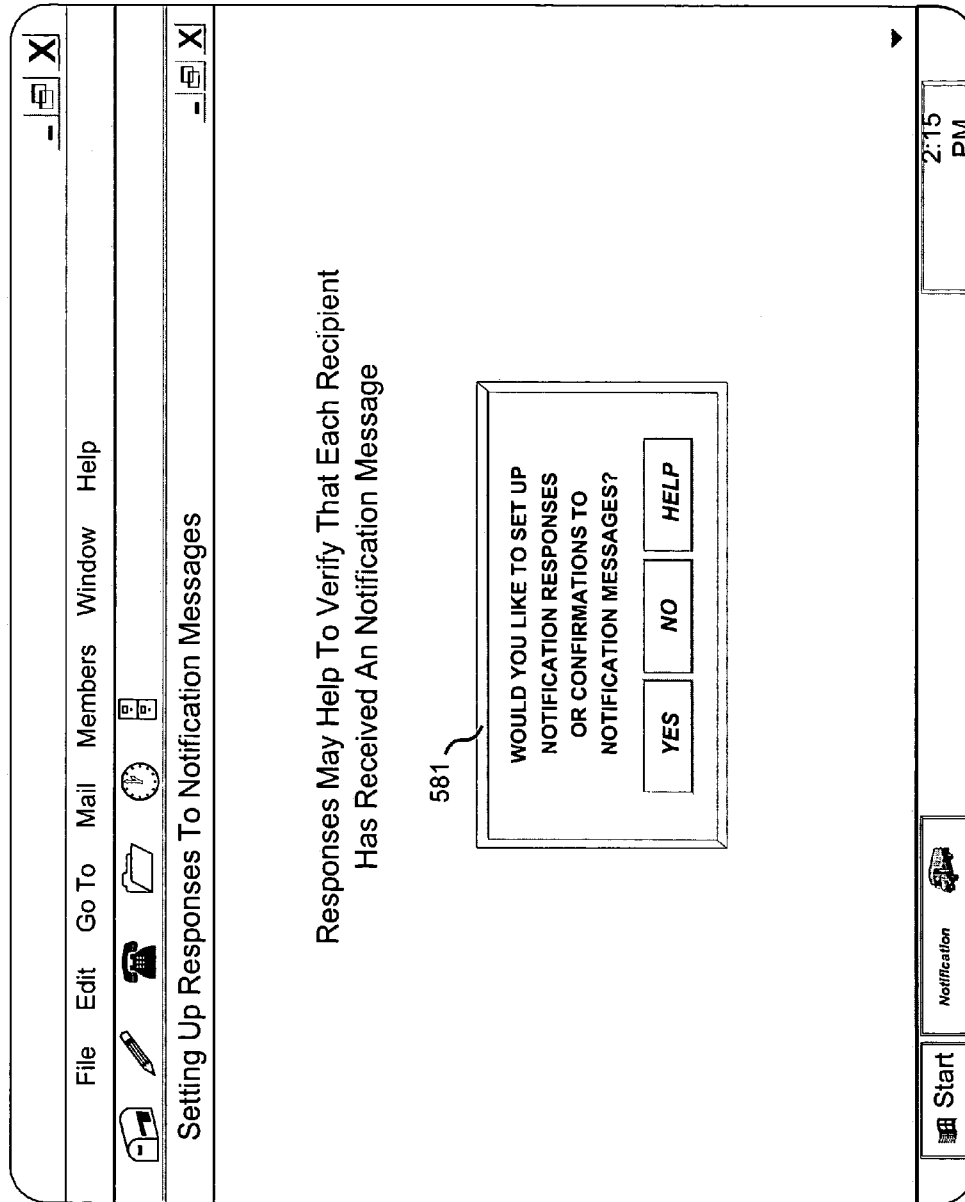 File Edit Go To Mail Members Window Help
Setting Up Responses To Notification Messages
Responses May Help To Verify That Each Recipient
Has Received An Notification Message
581
WOULD YOU LIKE TO SET UP
NOTIFICATION RESPONSES
OR CONFIRMATIONS TO
NOTIFICATION MESSAGES?
YES NO HELP
Start Notification 2:15
PM